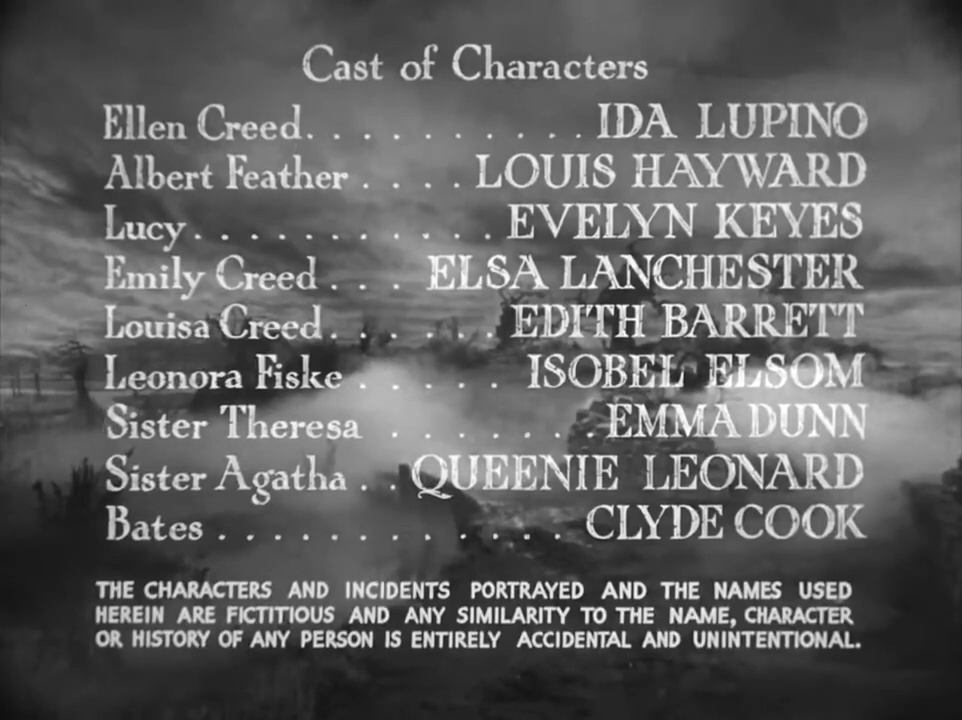 Cast of Characters
Ellen Creed. . . . . . . . . . . IDA LUPINO
Albert Feather . . . . LOUIS HAYWARD
Lucy . . . . . . . . . . . EVELYN KEYES
Emily Creed . . . . ELSA LANCHESTER
Louisa Creed. . . . . . . EDITH BARRETT
Leonora Fiske . . . . . . ISOBEL ELSOM
Sister Theresa . . . . . . . . EMMA DUNN
Sister Agatha . . QUEENIE LEONARD
Bates . . . . . . . . . . . . . CLYDE COOK
THE CHARACTERS AND INCIDENTS PORTRAYED AND THE NAMES USED
HEREIN ARE FICTITIOUS AND ANY SIMILARITY TO THE NAME, CHARACTER
OR HISTORY OF ANY PERSON IS ENTIRELY ACCIDENTAL AND UNINTENTIONAL.